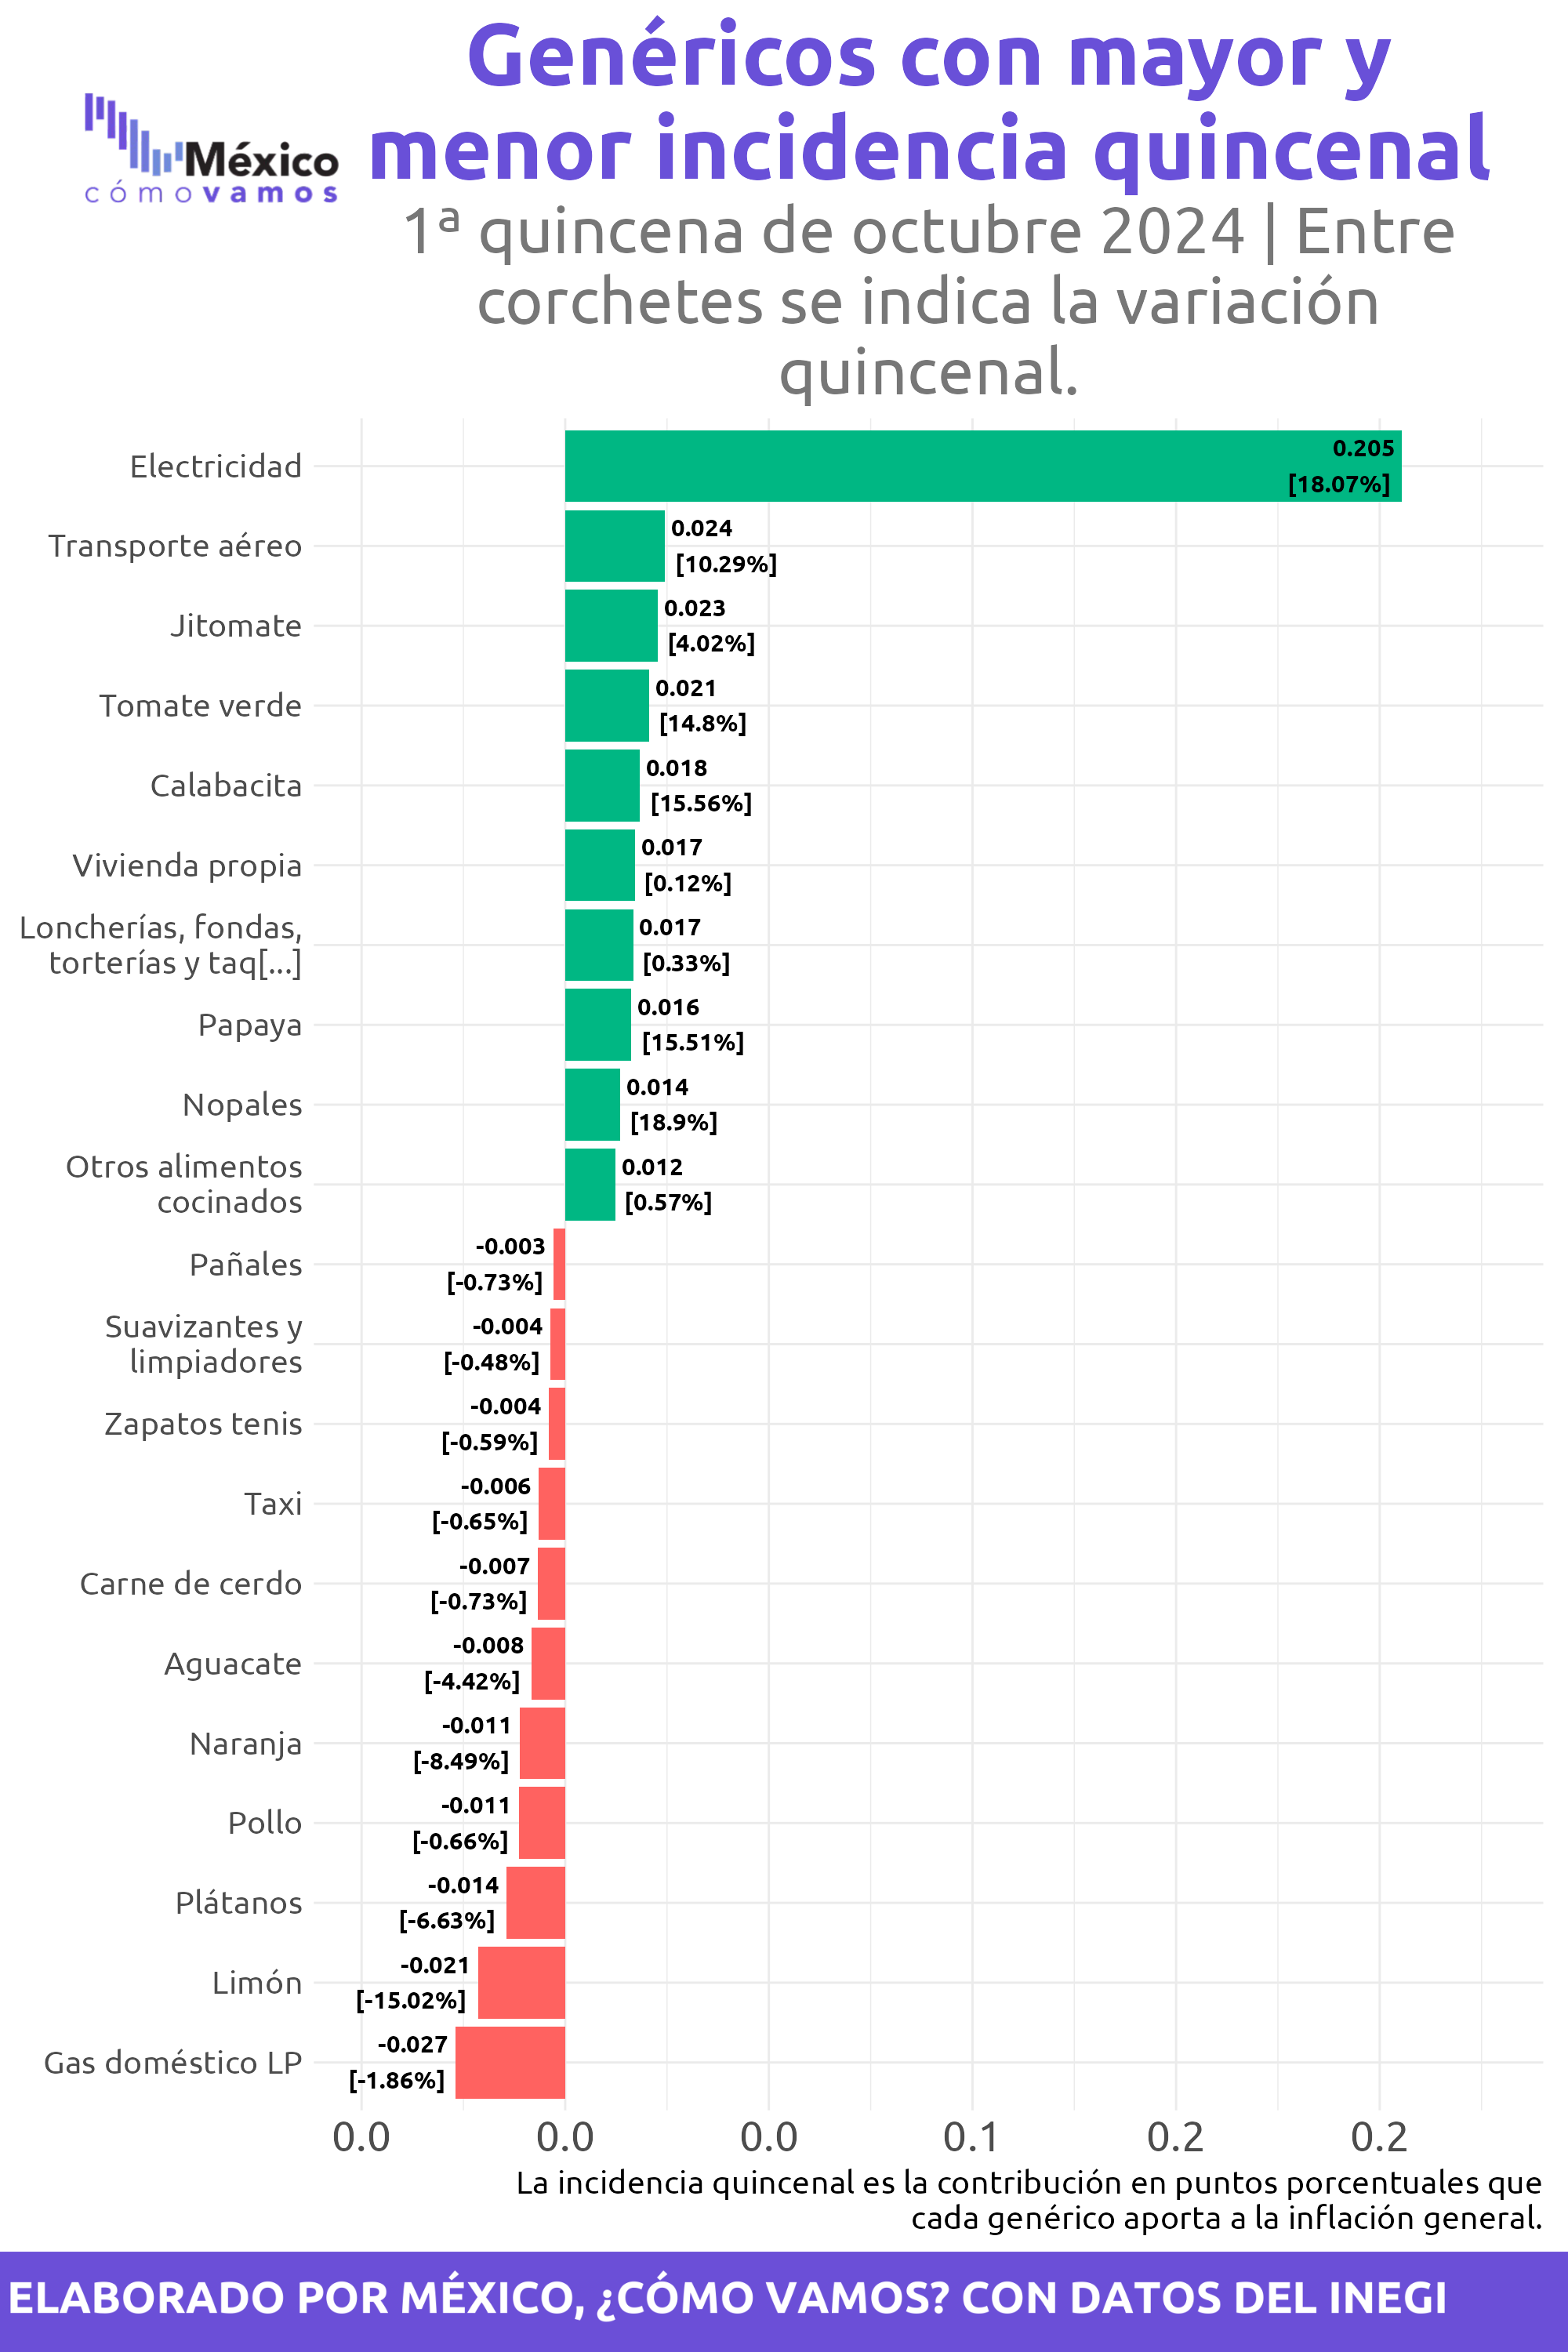 Genéricos con mayor y
menor incidencia quincenal
México
cómovamos
1ª quincena de octubre 2024 | Entre
corchetes se indica la variación
quincenal.
Electricidad
0.205
[18.07%]
Transporte aéreo
0.024
[10.29%]
Jitomate
0.023
[4.02%]
Tomate verde
0.021
[14.8%]
Calabacita
0.018
[15.56%]
Vivienda propia
0.017
[0.12%]
Loncherías, fondas,
torterías y taq[...]
0.017
[0.33%]
Papaya
0.016
[15.51%]
Nopales
0.014
[18.9%]
Otros alimentos
cocinados
0.012
[0.57%]
Pañales
-0.003
[-0.73%]
Suavizantes y
limpiadores
-0.004
[-0.48%]
Zapatos tenis
-0.004
[-0.59%]
Taxi
-0.006
[-0.65%]
Carne de cerdo
-0.007
[-0.73%]
Aguacate
-0.008
[-4.42%]
Naranja
-0.011
[-8.49%]
Pollo
-0.011
[-0.66%]
Plátanos
-0.014
[-6.63%]
Limón
-0.021
[-15.02%]
Gas doméstico LP
-0.027
[-1.86%]
0.0 0.0 0.0 0.1 0.2 0.2
La incidencia quincenal es la contribución en puntos porcentuales que
cada genérico aporta a la inflación general.
ELABORADO POR MÉXICO, ¿CÓMO VAMOS? CON DATOS DEL INEGI